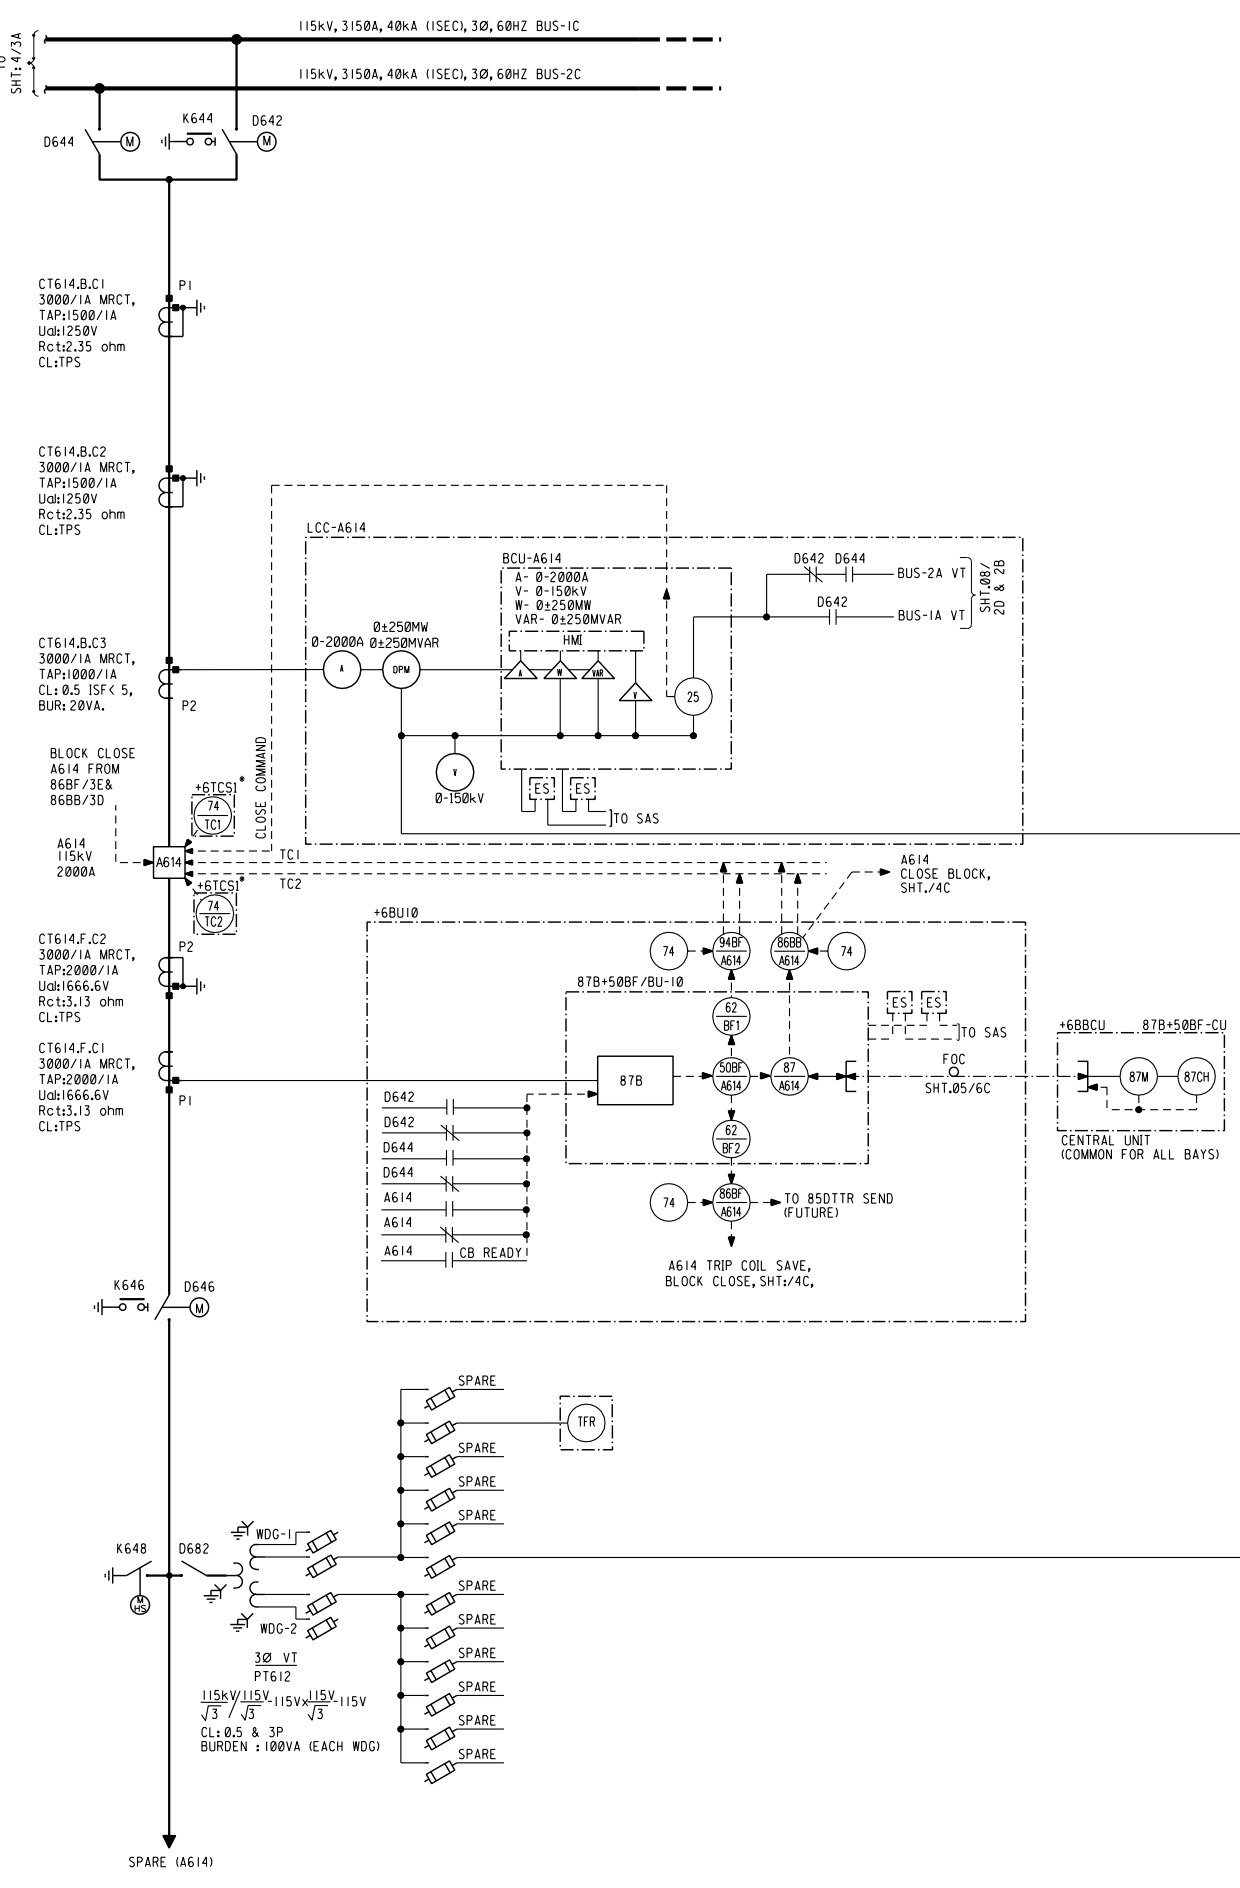 115kV, 3150A, 40kA (1SEC), 3Ø, 60HZ BUS-1C
TO
SHT: 4/3A
115kV, 3150A, 40kA (1SEC), 3Ø, 60HZ BUS-2C
K644
D642
D644
M
M
CT614.B.C1
3000/1A MRCT,
TAP:1500/1A
Ual:1250V
Rct:2.35 ohm
CL:TPS
P1
CT614.B.C2
3000/1A MRCT,
TAP:1500/1A
Ual:1250V
Rct:2.35 ohm
CL:TPS
LCC-A614
BCU-A614
A- 0-2000A
V- 0-150kV
W- 0±250MW
VAR- 0±250MVAR
HMI
D642 D644
BUS-2A VT
D642
BUS-1A VT
SHT.08/
2D & 2B
CT614.B.C3
3000/1A MRCT,
TAP:1000/1A
CL: 0.5 ISF< 5,
BUR: 20VA.
P2
0±250MW
0-2000A 0±250MVAR
A
DPM
A
W
VAR
V
25
V
0-150kV
ES
ES
TO SAS
BLOCK CLOSE
A614 FROM
86BF/3E&
86BB/3D
+6TCS1*
74
TC1
CLOSE COMMAND
A614
115kV
2000A
A614
TC1
TC2
+6TCS1*
74
TC2
A614
CLOSE BLOCK,
SHT./4C
+6BU10
CT614.F.C2
3000/1A MRCT,
TAP:2000/1A
Ual:1666.6V
Rct:3.13 ohm
CL:TPS
P2
74
94BF
A614
86BB
A614
74
87B+50BF/BU-10
62
BF1
ES
ES
TO SAS
CT614.F.C1
3000/1A MRCT,
TAP:2000/1A
Ual:1666.6V
Rct:3.13 ohm
CL:TPS
P1
87B
50BF
A614
87
A614
FOC
SHT.05/6C
+6BBCU
87B+50BF-CU
87M
87CH
CENTRAL UNIT
(COMMON FOR ALL BAYS)
D642
D642
D644
D644
A614
A614
A614
CB READY
62
BF2
74
86BF
A614
TO 85DTTR SEND
(FUTURE)
A614 TRIP COIL SAVE,
BLOCK CLOSE, SHT:/4C,
K646
D646
M
SPARE
TFR
SPARE
SPARE
SPARE
K648
D682
M
HS
WDG-1
WDG-2
SPARE
SPARE
SPARE
SPARE
SPARE
SPARE
3Ø VT
PT612
115kV/115V-115Vx115V-115V
√3 √3 √3
CL: 0.5 & 3P
BURDEN : 100VA (EACH WDG)
SPARE (A614)